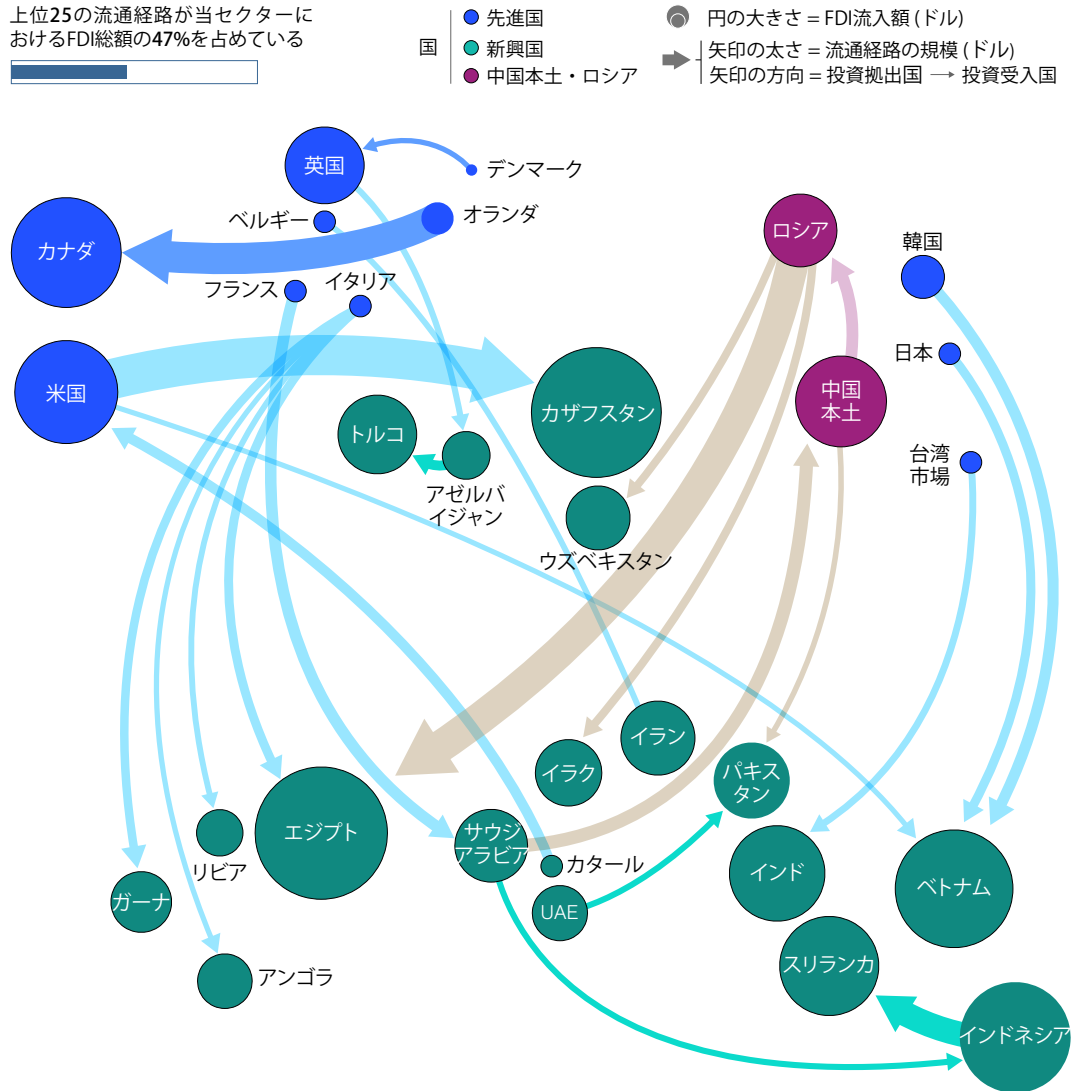 上位25の流通経路が当セクターに
おけるFDI総額の47%を占めている
国
先進国
新興国
中国本土・ロシア
円の大きさ = FDI流入額 (ドル)
矢印の太さ = 流通経路の規模 (ドル)
矢印の方向 = 投資拠出国 → 投資受入国
英国
デンマーク
ベルギー
オランダ
カナダ
ロシア
韓国
フランス
イタリア
日本
米国
カザフスタン
中国
本土
トルコ
台湾
市場
アゼルバ
イジャン
ウズベキスタン
イラン
イラク
パキス
タン
エジプト
サウジ
アラビア
リビア
カタール
インド
ベトナム
ガーナ
UAE
アンゴラ
スリランカ
インドネシア